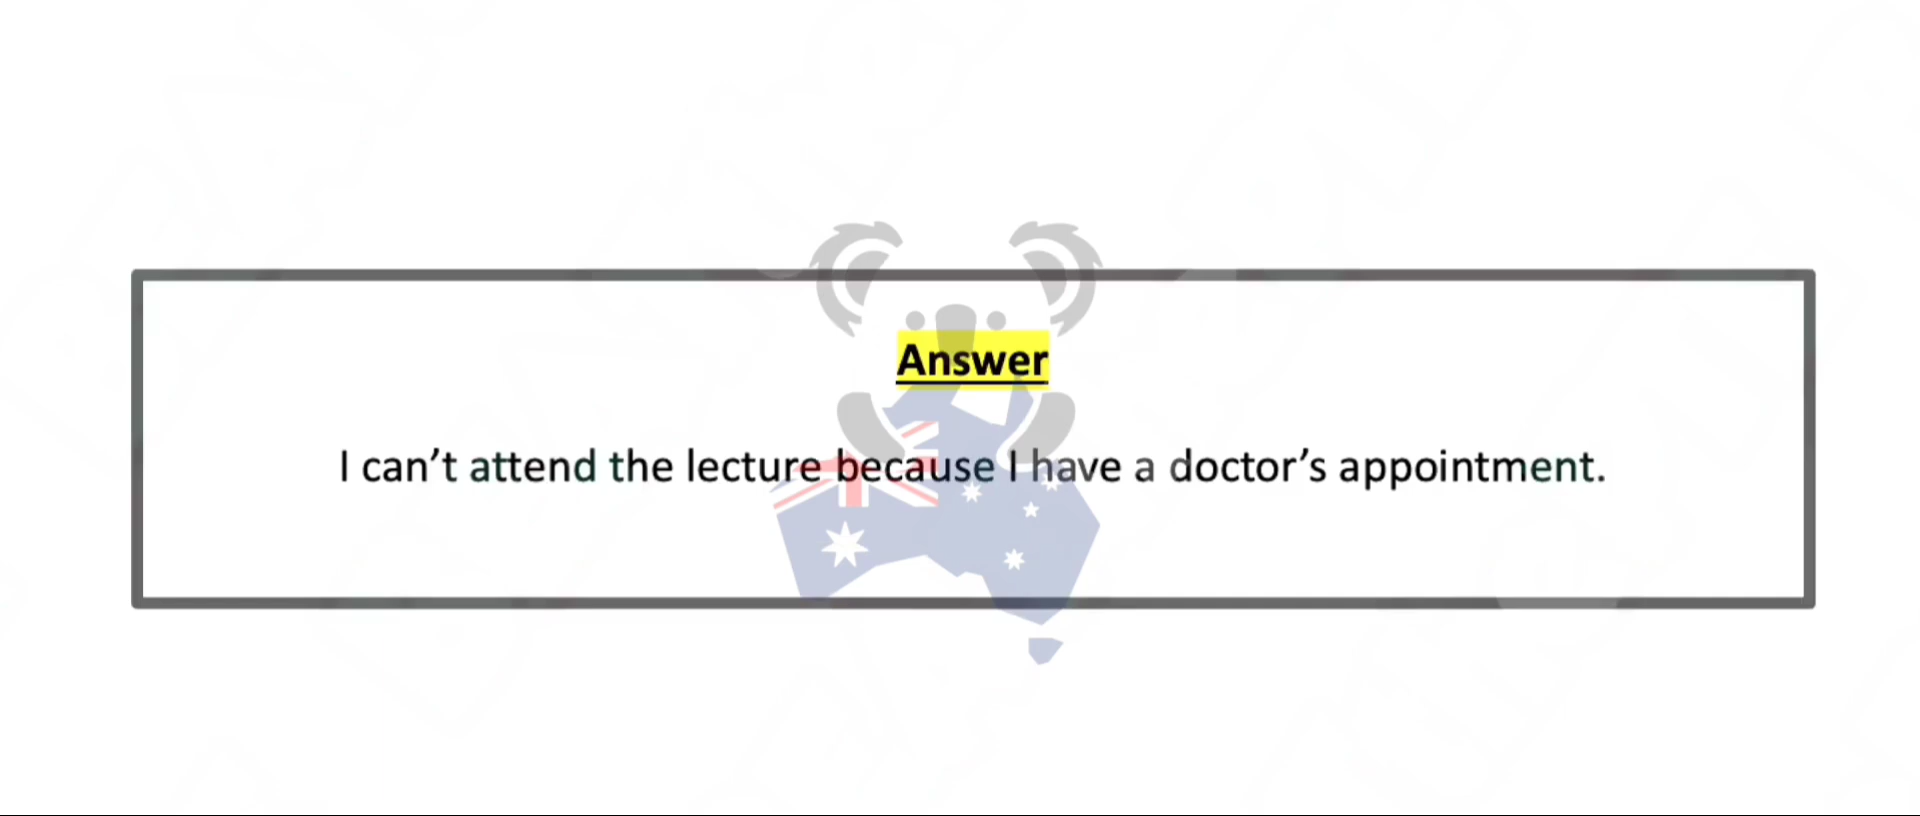 Answer
I can’t attend the lecture because I have a doctor’s appointment.